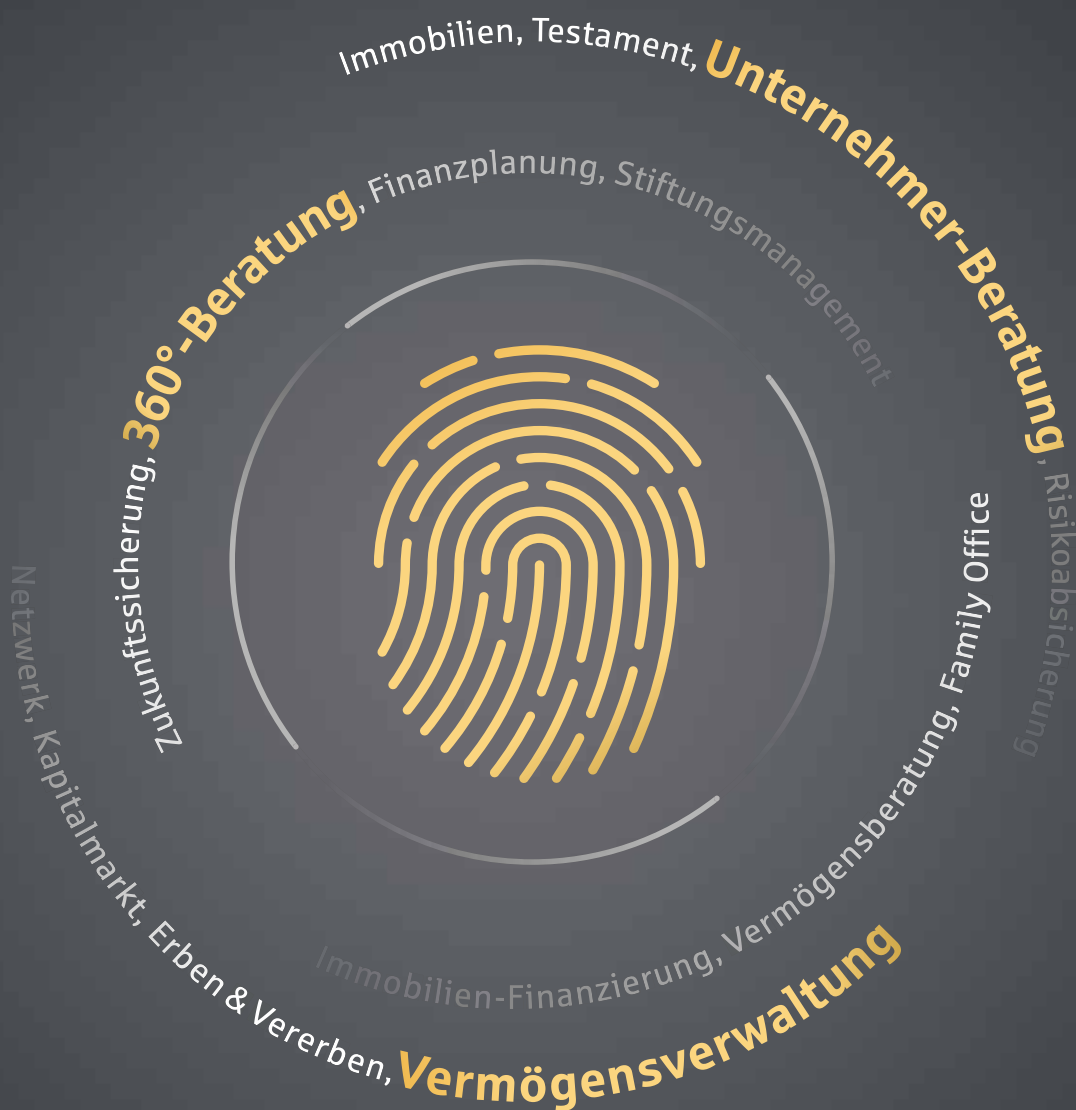 Immobilien, Testament, Unternehmer-Beratung, Risikoabsicherung
Zukunftssicherung, 360°-Beratung, Finanzplanung, Stiftungsmanagement
Immobilien-Finanzierung, Vermögensberatung, Family Office
Netzwerk, Kapitalmarkt, Erben & Vererben, Vermögensverwaltung